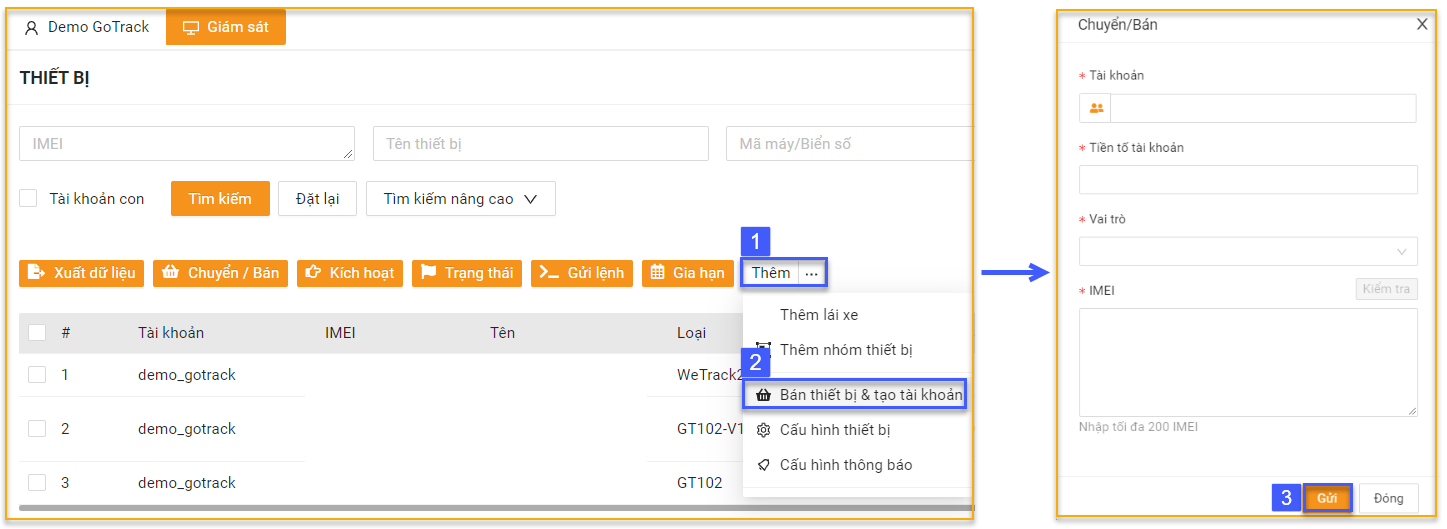 Demo GoTrack Giám sát
THIẾT BỊ
IMEI Tên thiết bị Mã máy/Biển số
Tài khoản con Tìm kiếm Đặt lại Tìm kiếm nâng cao
1
Xuất dữ liệu Chuyển / Bán Kích hoạt Trạng thái Gửi lệnh Gia hạn Thêm ...
Thêm lái xe
# Tài khoản IMEI Tên Loại
Thêm nhóm thiết bị
2
1 demo_gotrack WeTrack2
Bán thiết bị & tạo tài khoản
2 demo_gotrack GT102-V1
Cấu hình thiết bị
Cấu hình thông báo
3 demo_gotrack GT102
Chuyển/Bán X
* Tài khoản
* Tiền tố tài khoản
* Vai trò
* IMEI Kiểm tra
Nhập tối đa 200 IMEI
3 Gửi Đóng